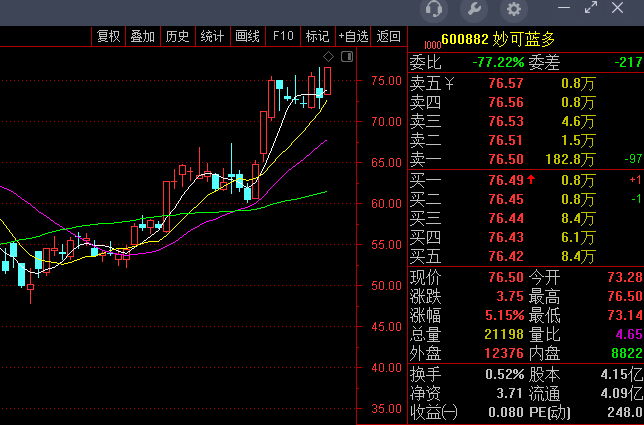 复权 叠加 历史 统计 画线 F10 标记 +自选 返回
1000 600882 妙可蓝多
委比 -77.22% 委差 -217
卖五 ¥ 76.57 0.8万
卖四 76.56 0.8万
卖三 76.53 4.6万
卖二 76.51 1.5万
卖一 76.50 182.8万 -97
买一 76.49 ↑ 0.8万 +1
买二 76.45 0.8万 -1
买三 76.44 8.4万
买四 76.43 6.1万
买五 76.42 8.4万
现价 76.50 今开 73.28
涨跌 3.75 最高 76.50
涨幅 5.15% 最低 73.14
总量 21198 量比 4.65
外盘 12376 内盘 8822
换手 0.52% 股本 4.15亿
净资 3.71 流通 4.09亿
收益㈠ 0.080 PE(动) 248.0
75.00
70.00
65.00
60.00
55.00
50.00
45.00
40.00
35.00